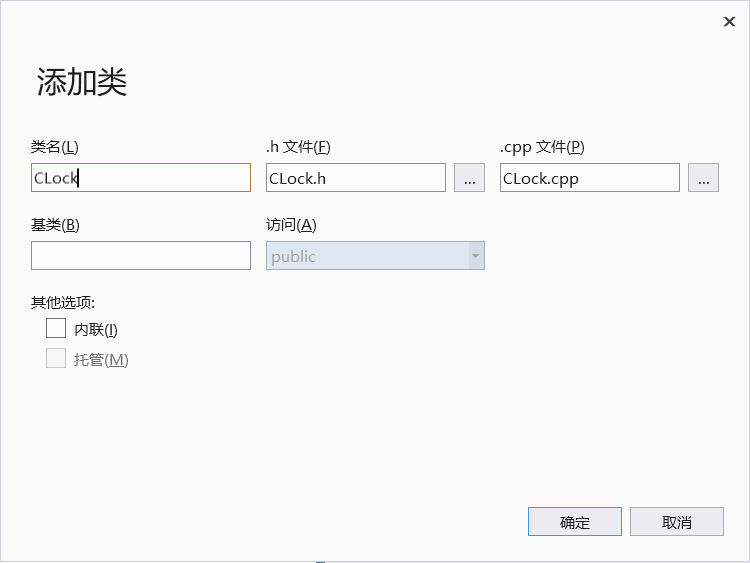 添加类
类名(L) .h 文件(F) .cpp 文件(P)
CLock CLock.h ... CLock.cpp ...
基类(B) 访问(A)
public
其他选项:
内联(I)
托管(M)
确定 取消